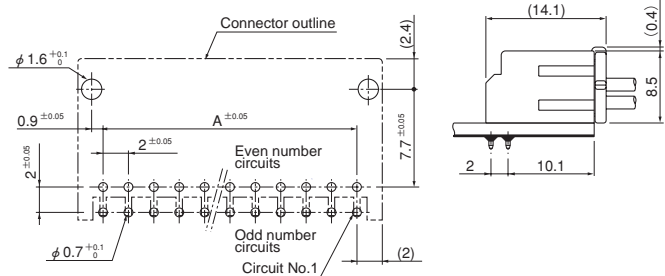 Connector outline
(2.4)
φ1.6 +0.1 0
0.9 ±0.05
A ±0.05
2 ±0.05
7.7 ±0.05
Even number
circuits
2 ±0.05
Odd number
circuits
φ0.7 +0.1 0
Circuit No.1
(2)
(14.1)
(0.4)
8.5
2
10.1